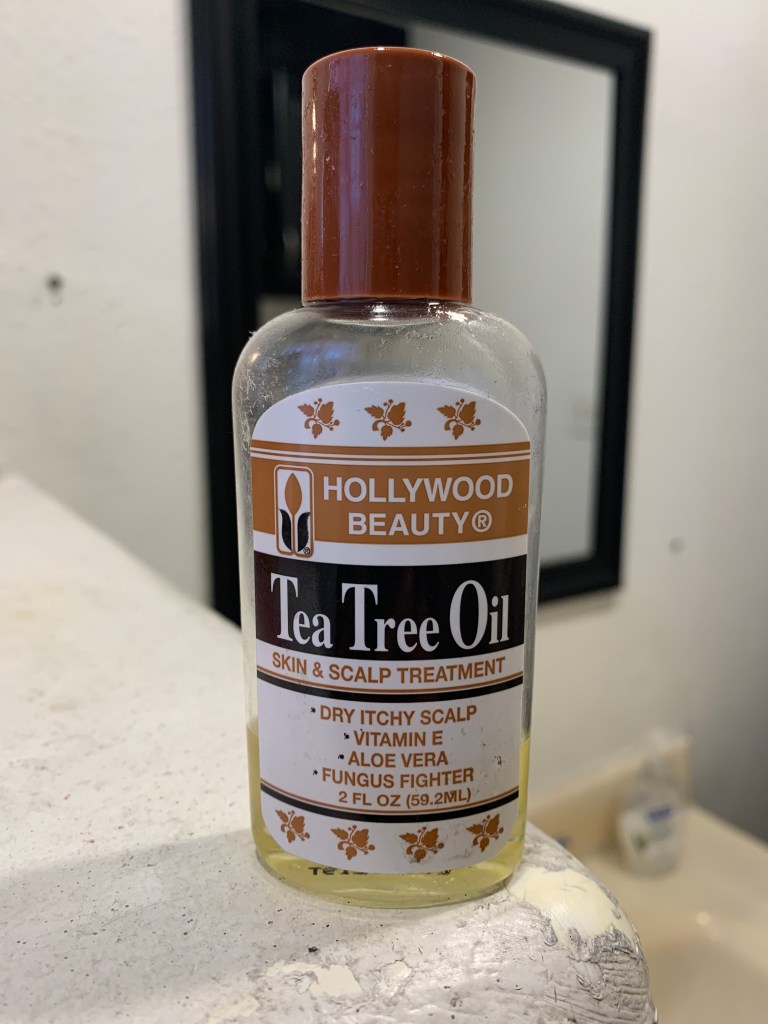 HOLLYWOOD
BEAUTY®
®
Tea Tree Oil
SKIN & SCALP TREATMENT
*DRY ITCHY SCALP
*VITAMIN E
*ALOE VERA
*FUNGUS FIGHTER
2 FL OZ (59.2ML)